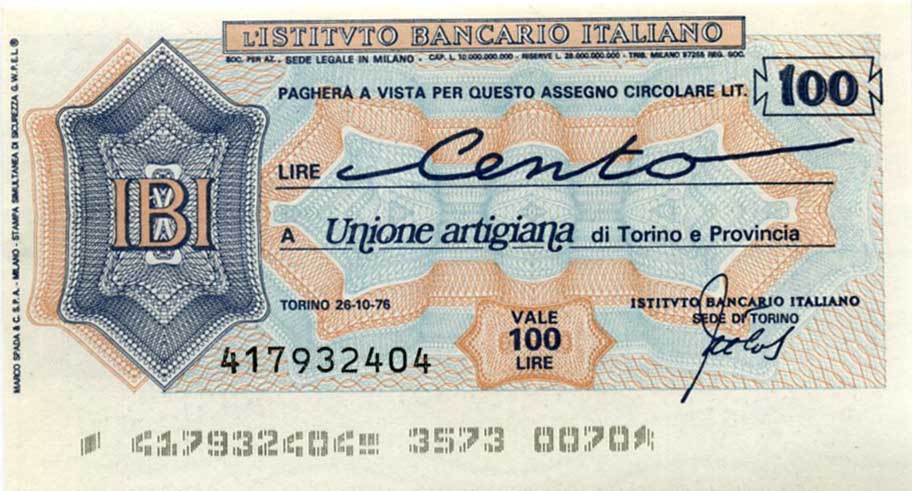 L'ISTITVTO BANCARIO ITALIANO
SOC. PER AZ. - SEDE LEGALE IN MILANO - CAP. L. 10.000.000.000 - RISERVE L. 28.000.000.000 - TRIB. MILANO 97255 REG. SOC.
PAGHERÀ A VISTA PER QUESTO ASSEGNO CIRCOLARE LIT. 100
LIRE Cento
IBI
A Unione artigiana di Torino e Provincia
TORINO 26-10-76
ISTITVTO BANCARIO ITALIANO
SEDE DI TORINO
VALE
100
LIRE
417932404
417932404 3573 0070
MARCO SPADA & C. S.P.A. - MILANO - STAMPA SIMULTANEA DI SICUREZZA G.W.F.E.L.®